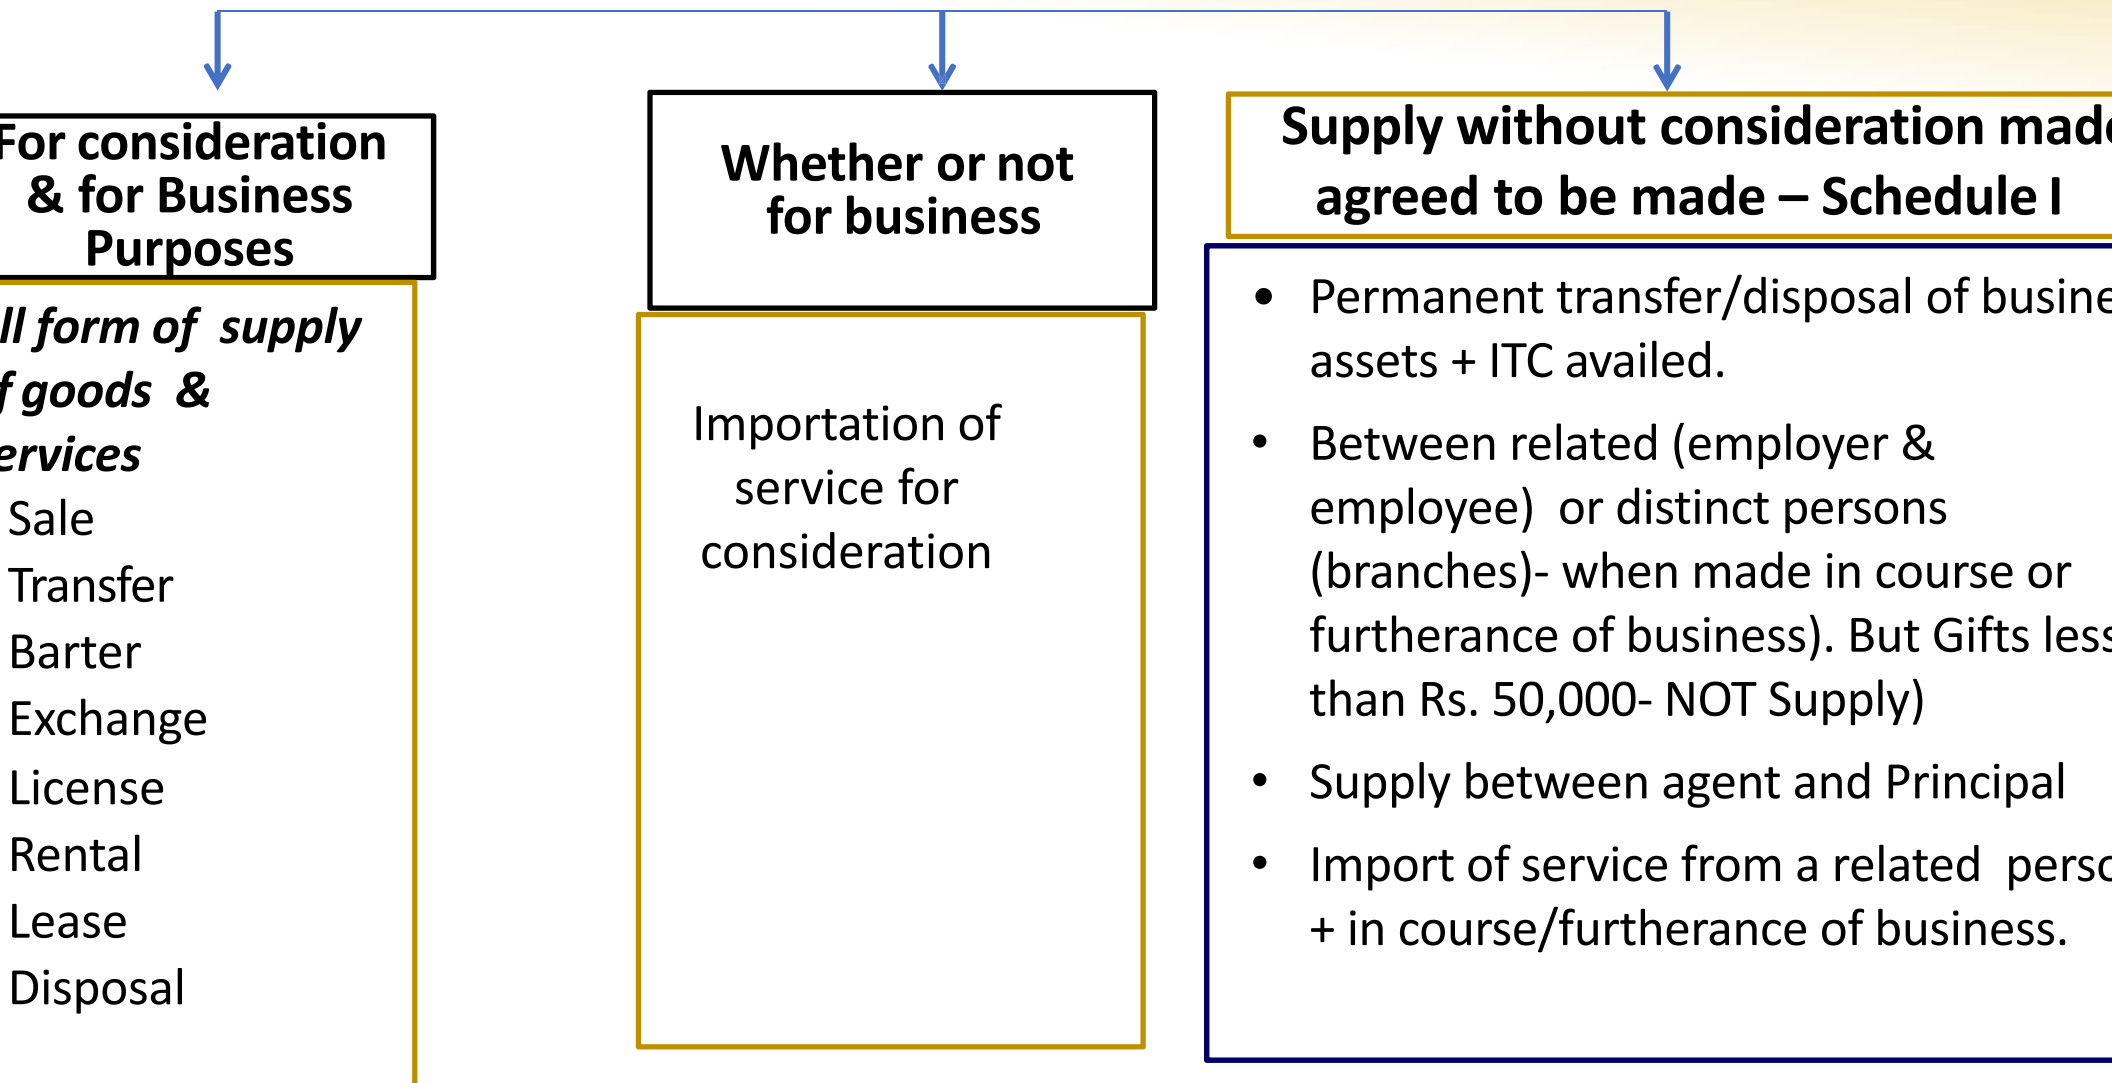 For consideration
& for Business
Purposes
ll form of supply
f goods &
ervices
Sale
Transfer
Barter
Exchange
License
Rental
Lease
Disposal
Whether or not
for business
Importation of
service for
consideration
Supply without consideration made
agreed to be made – Schedule I
• Permanent transfer/disposal of busine
assets + ITC availed.
• Between related (employer &
employee) or distinct persons
(branches)- when made in course or
furtherance of business). But Gifts less
than Rs. 50,000- NOT Supply)
• Supply between agent and Principal
• Import of service from a related perso
+ in course/furtherance of business.